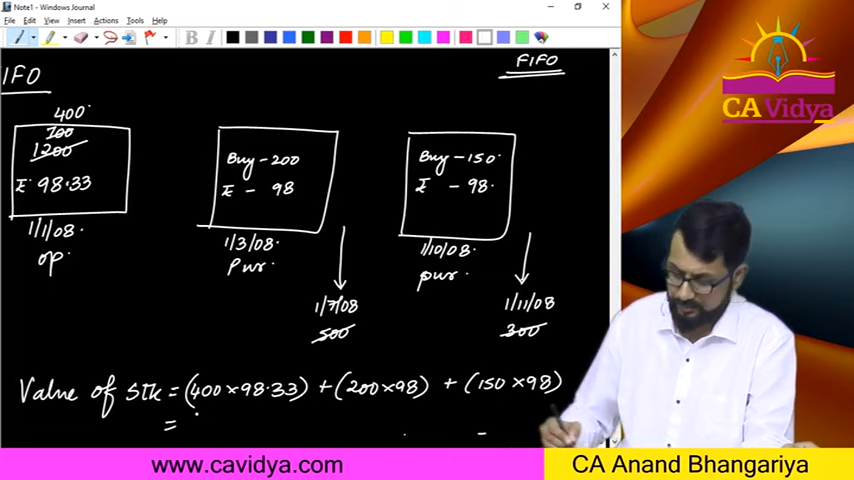 Note1 - Windows Journal
File Edit View Insert Actions Tools Help
IFO
FIFO
400
700
1200
98.33
1/1/08.
op.
Buy - 200
- 98
1/3/08.
Pur.
1/7/08
500
Buy - 150.
- 98.
1/10/08.
pur.
1/11/08
300
Value of Stk = (400 x 98.33) + (200 x 98) + (150 x 98)
=
CA Vidya
www.cavidya.com
CA Anand Bhangariya